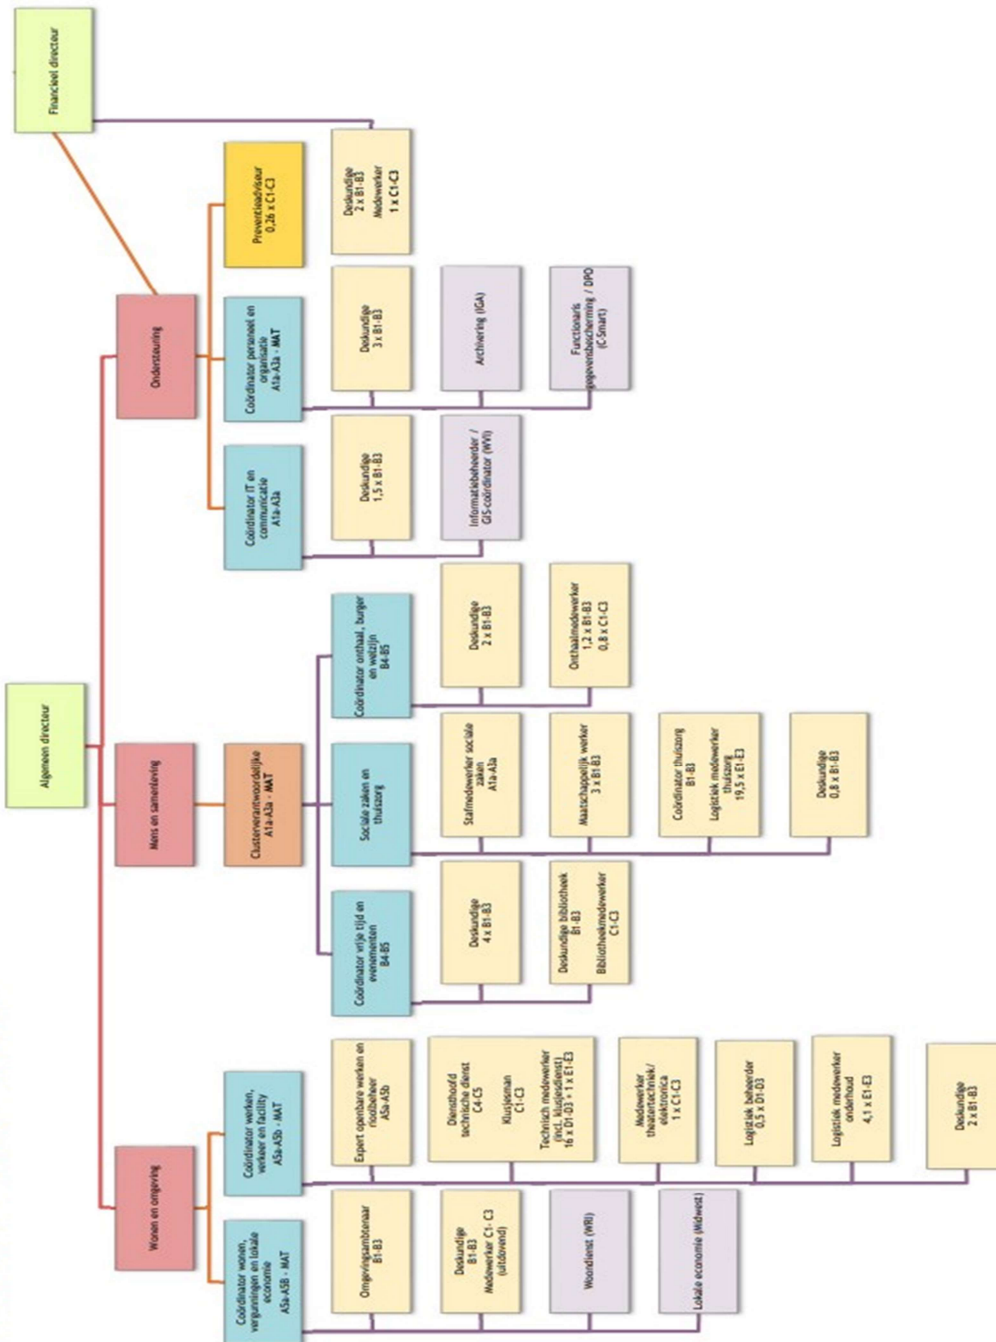 Financieel directeur
Algemeen directeur
Ondersteuring
Mens en samenleving
Wonen en omgeving
Preventieadviseur
0,26 x C1-C3
Coördinator personeel en
organisatie
A1a-A3a - MAT
Coördinator IT en
communicatie
A1a-A3a
Clusterverantwoordelijke
A1a-A3a - MAT
Coördinator werken,
verkeer en facility
A5a-A5b - MAT
Coördinator wonen,
vergunningen en lokale
economie
A5a-A5B - MAT
Deskundige
2 x B1-B3
Medewerker
1 x C1-C3
Deskundige
3 x B1-B3
Archivering (IGA)
Functionaris
gegevensbescherming / DPO
(C-Smart)
Deskundige
1,5 x B1-B3
Informatiebeheerder /
GIS-coördinator (WVI)
Coördinator onthaal, burger
en welzijn
B4-B5
Deskundige
2 x B1-B3
Onthaalmedewerker
1,2 x B1-B3
0,8 x C1-C3
Sociale zaken en
thuiszorg
Stafmedewerker sociale
zaken
A1a-A3a
Maatschappelijk werker
3 x B1-B3
Coördinator thuiszorg
B1-B3
Logistiek medewerker
thuiszorg
19,5 x E1-E3
Deskundige
0,8 x B1-B3
Coördinator vrije tijd en
evenementen
B4-B5
Deskundige
4 x B1-B3
Deskundige bibliotheek
B1-B3
Bibliotheekmedewerker
C1-C3
Expert openbare werken en
rioolbeheer
A5a-A5b
Diensthoofd
technische dienst
C4-C5
Klusjesman
C1-C3
Technisch medewerker
(incl. klusjesdienst)
16 x D1-D3 + 1 x E1-E3
Medewerker
theatertechniek/
elektronica
1 x C1-C3
Logistiek beheerder
0,5 x D1-D3
Logistiek medewerker
onderhoud
4,1 x E1-E3
Deskundige
2 x B1-B3
Omgevingsambtenaar
B1-B3
Deskundige
B1-B3
Medewerker C1- C3
(uitdovend)
Woondienst (WRI)
Lokale economie (Midwest)